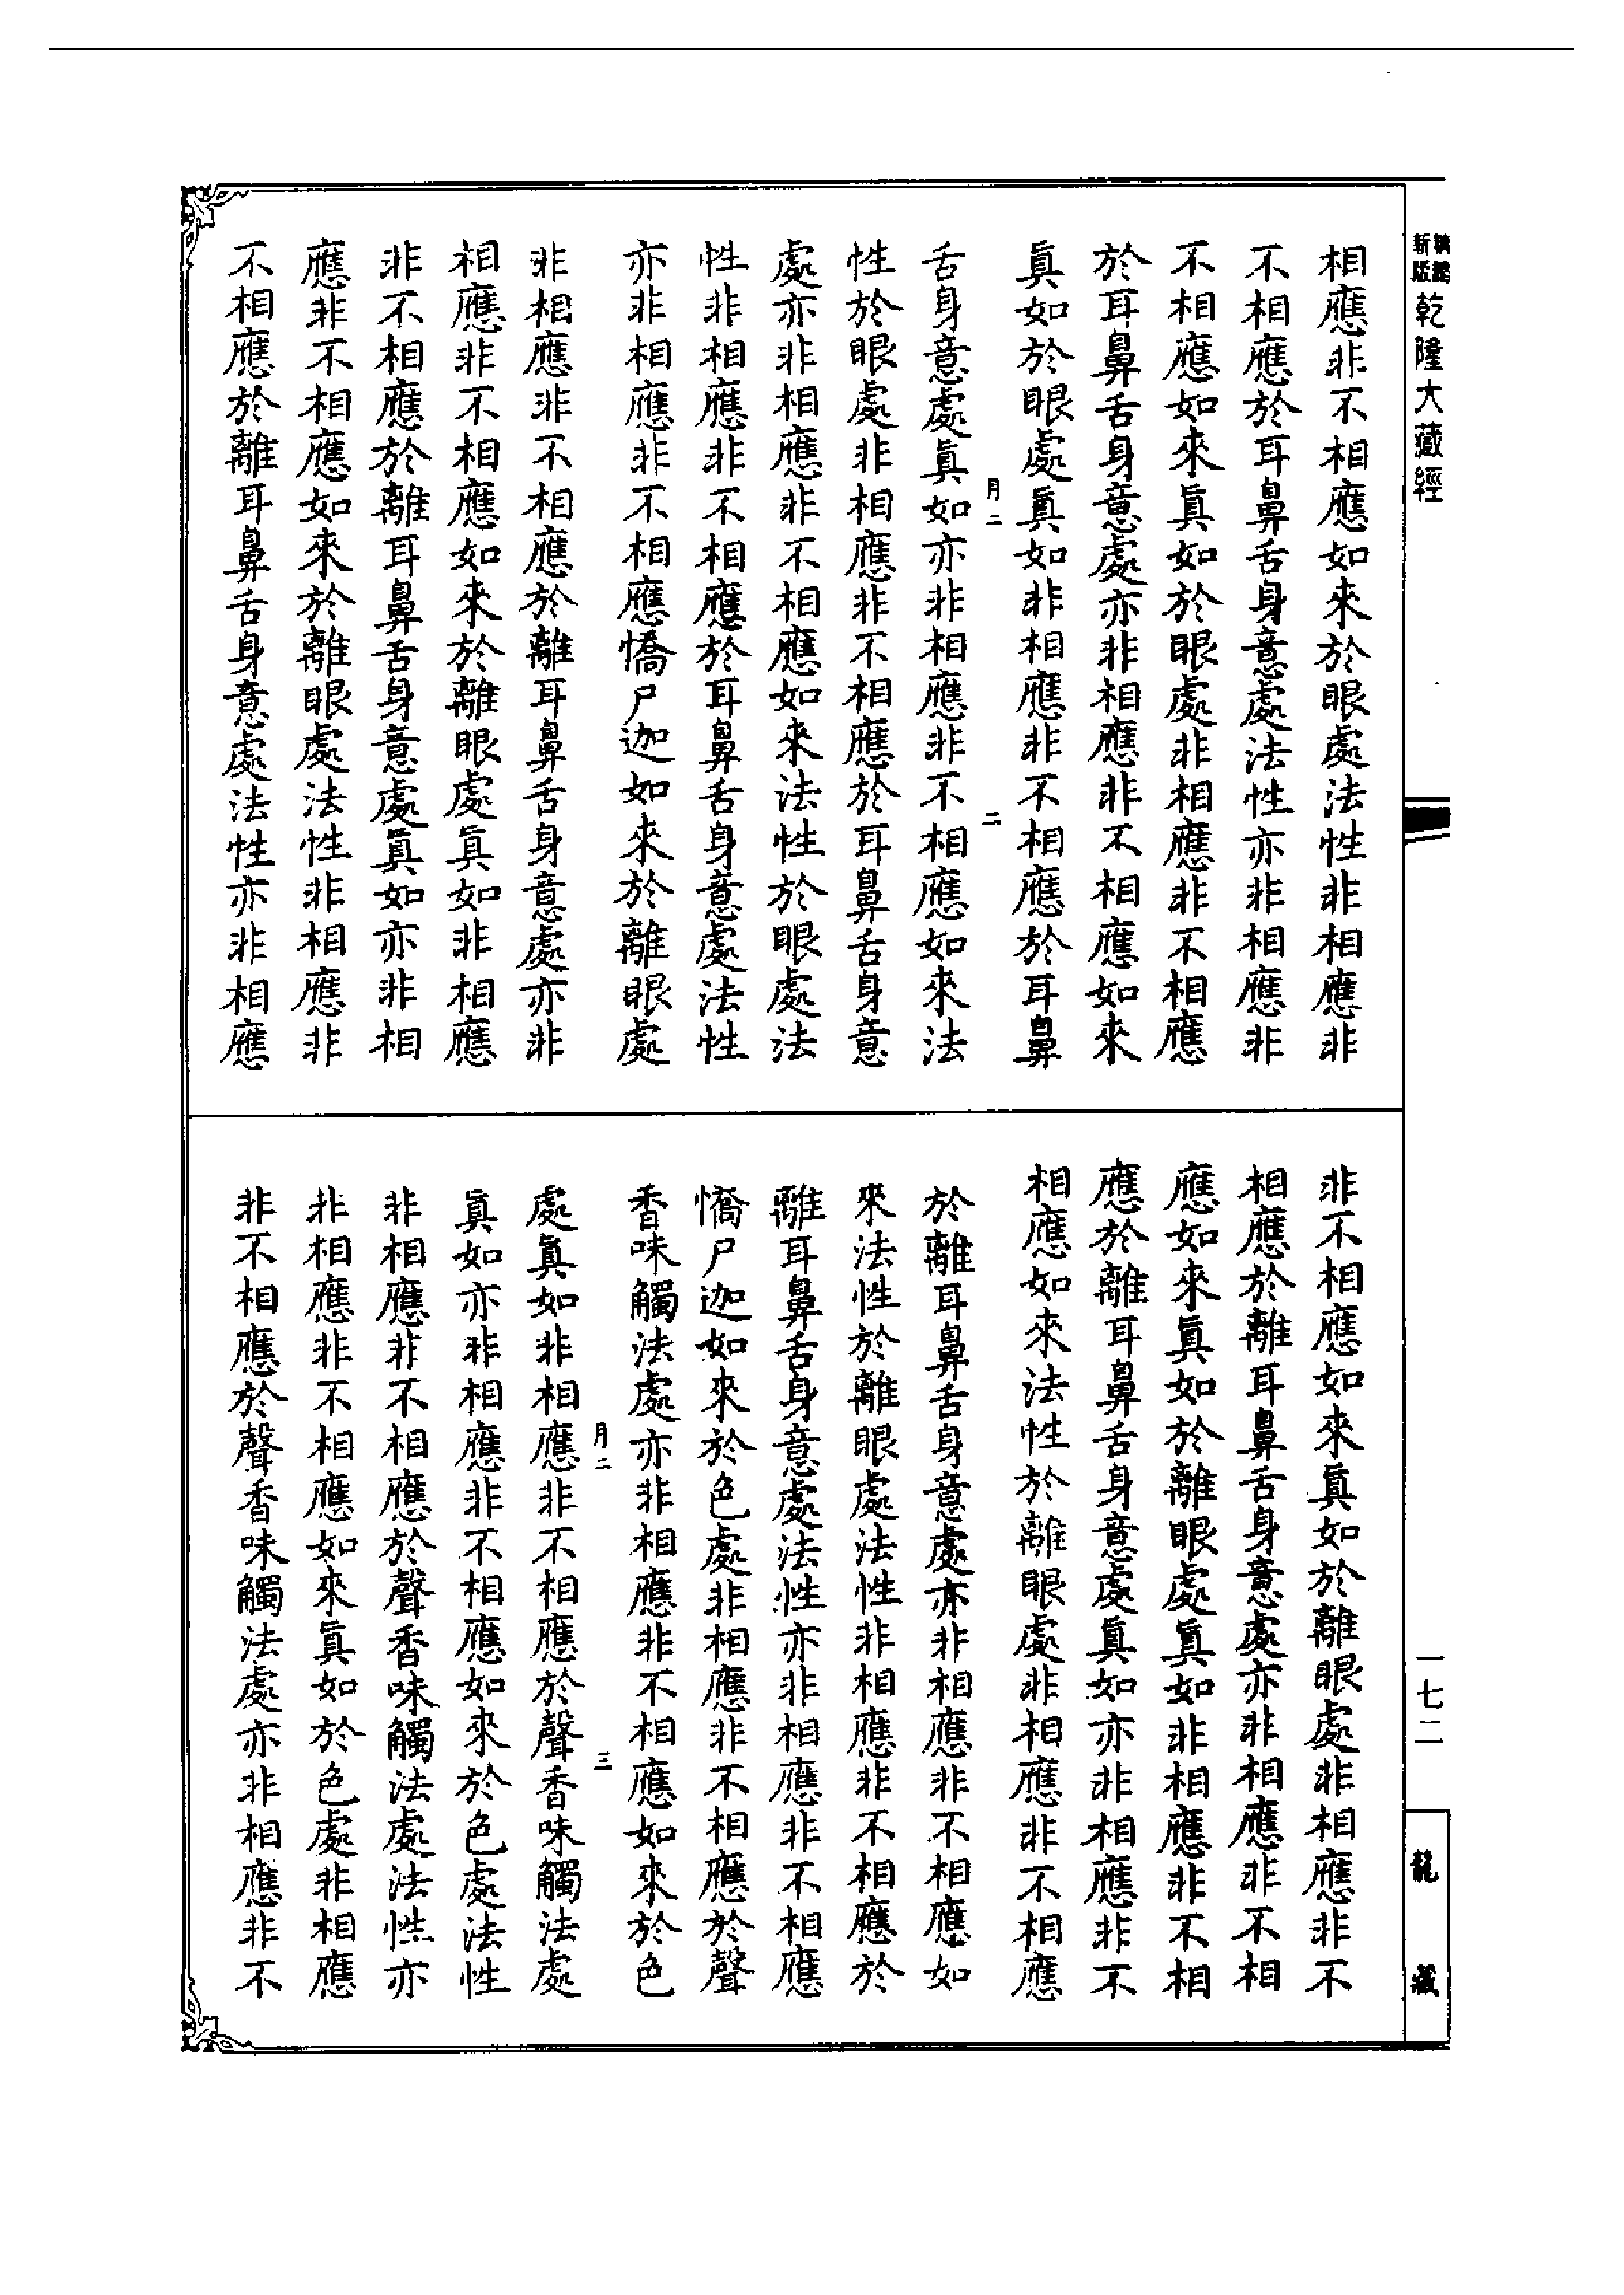 乾隆大藏經
一七二
龍藏
相應非不相應如來於眼處法性非相應非
不相應於耳鼻舌身意處法性亦非相應非
不相應如來真如於眼處非相應非不相應
於耳鼻舌身意處亦非相應非不相應如來
真如於眼處真如非相應非不相應於耳鼻
月二 二
舌身意處真如亦非相應非不相應如來法
性於眼處非相應非不相應於耳鼻舌身意
處亦非相應非不相應如來法性於眼處法
性非相應非不相應於耳鼻舌身意處法性
亦非相應非不相應憍尸迦如來於離眼處
非相應非不相應於離耳鼻舌身意處亦非
相應非不相應如來於離眼處真如非相應
非不相應於離耳鼻舌身意處真如亦非相
應非不相應如來於離眼處法性非相應非
不相應於離耳鼻舌身意處法性亦非相應
非不相應如來真如於離眼處非相應非不
相應於離耳鼻舌身意處亦非相應非不相
應如來真如於離眼處真如非相應非不相
應於離耳鼻舌身意處真如亦非相應非不
相應如來法性於離眼處非相應非不相應
於離耳鼻舌身意處亦非相應非不相應如
來法性於離眼處法性非相應非不相應於
離耳鼻舌身意處法性亦非相應非不相應
憍尸迦如來於色處非相應非不相應於聲
香味觸法處亦非相應非不相應如來於色
月二 三
處真如非相應非不相應於聲香味觸法處
真如亦非相應非不相應如來於色處法性
非相應非不相應於聲香味觸法處法性亦
非相應非不相應如來真如於色處非相應
非不相應於聲香味觸法處亦非相應非不